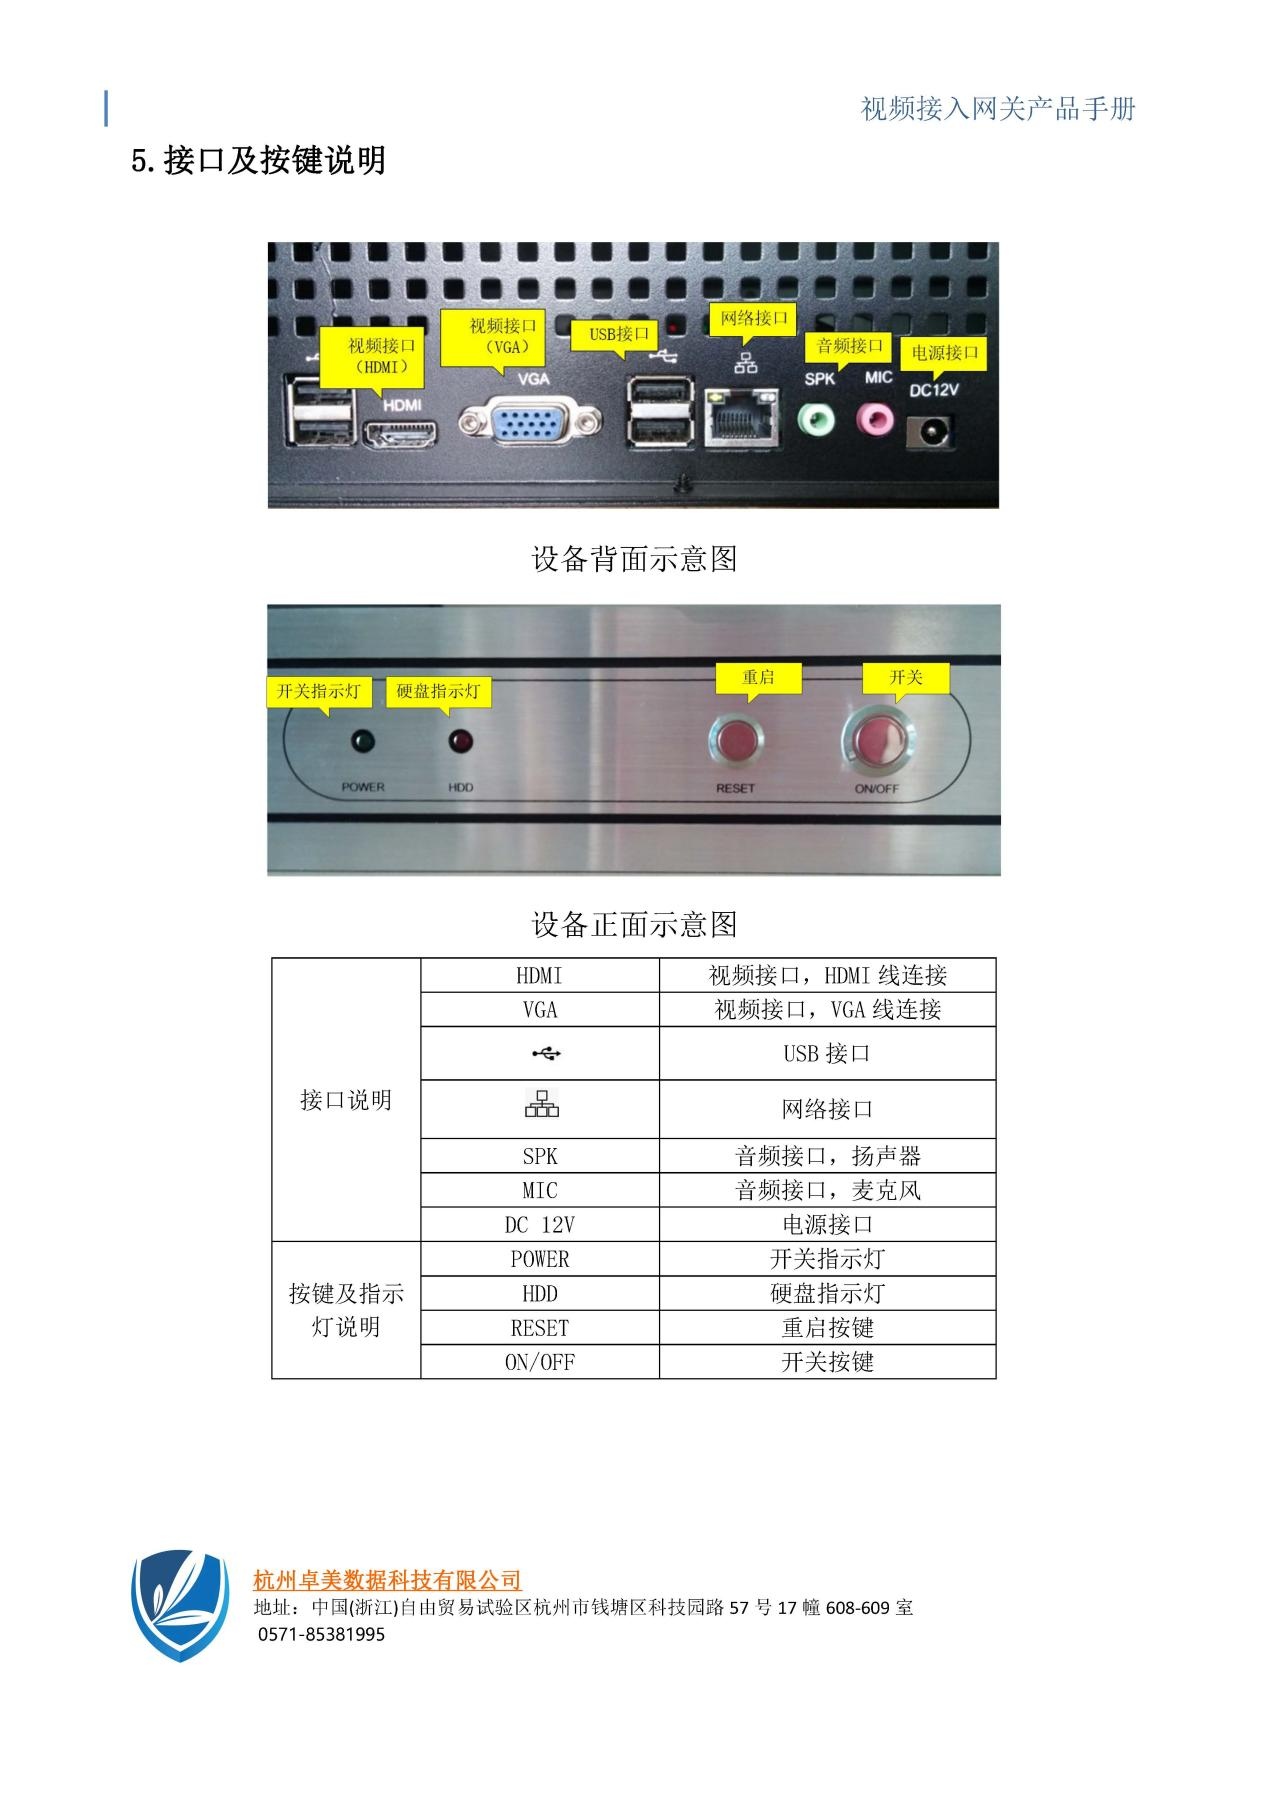 视频接入网关产品手册
5.接口及按键说明
视频接口
（HDMI）
视频接口
（VGA）
USB接口
网络接口
音频接口
电源接口
HDMI
VGA
SPK
MIC
DC12V
设备背面示意图
开关指示灯
硬盘指示灯
重启
开关
POWER
HDD
RESET
ON/OFF
设备正面示意图
接口说明
HDMI 视频接口，HDMI 线连接
VGA 视频接口，VGA 线连接
USB 接口
网络接口
SPK 音频接口，扬声器
MIC 音频接口，麦克风
DC 12V 电源接口
按键及指示
灯说明
POWER 开关指示灯
HDD 硬盘指示灯
RESET 重启按键
ON/OFF 开关按键
杭州卓美数据科技有限公司
地址：中国(浙江)自由贸易试验区杭州市钱塘区科技园路 57 号 17 幢 608-609 室
0571-85381995